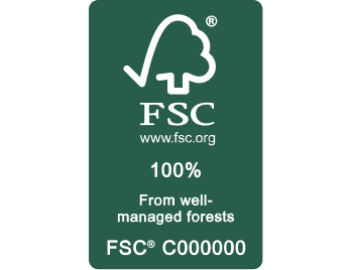 ®
FSC
www.fsc.org
100%
From well-
managed forests
FSC® C000000